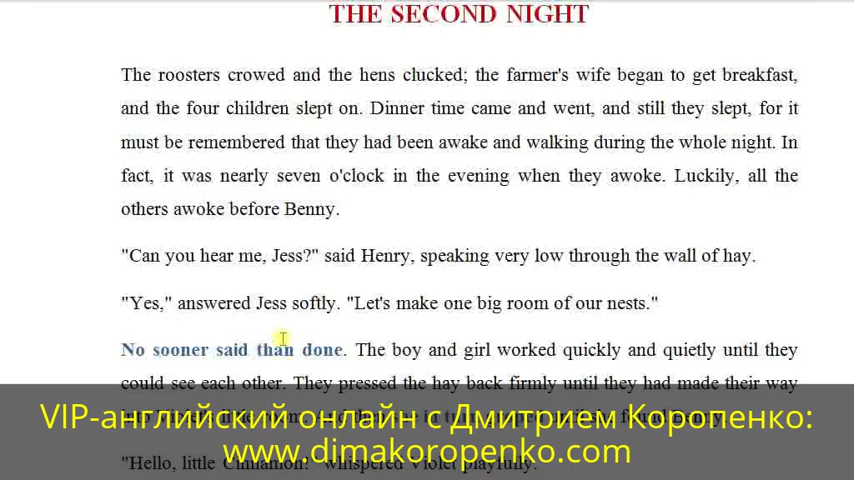 THE SECOND NIGHT
The roosters crowed and the hens clucked; the farmer's wife began to get breakfast,
and the four children slept on. Dinner time came and went, and still they slept, for it
must be remembered that they had been awake and walking during the whole night. In
fact, it was nearly seven o'clock in the evening when they awoke. Luckily, all the
others awoke before Benny.
"Can you hear me, Jess?" said Henry, speaking very low through the wall of hay.
"Yes," answered Jess softly. "Let's make one big room of our nests."
No sooner said than done. The boy and girl worked quickly and quietly until they
could see each other. They pressed the hay back firmly until they had made their way
VIP-английский онлайн с Дмитрием Коропенко:
www.dimakoropenko.com
"Hello, little Cinnamon!" whispered Violet playfully.